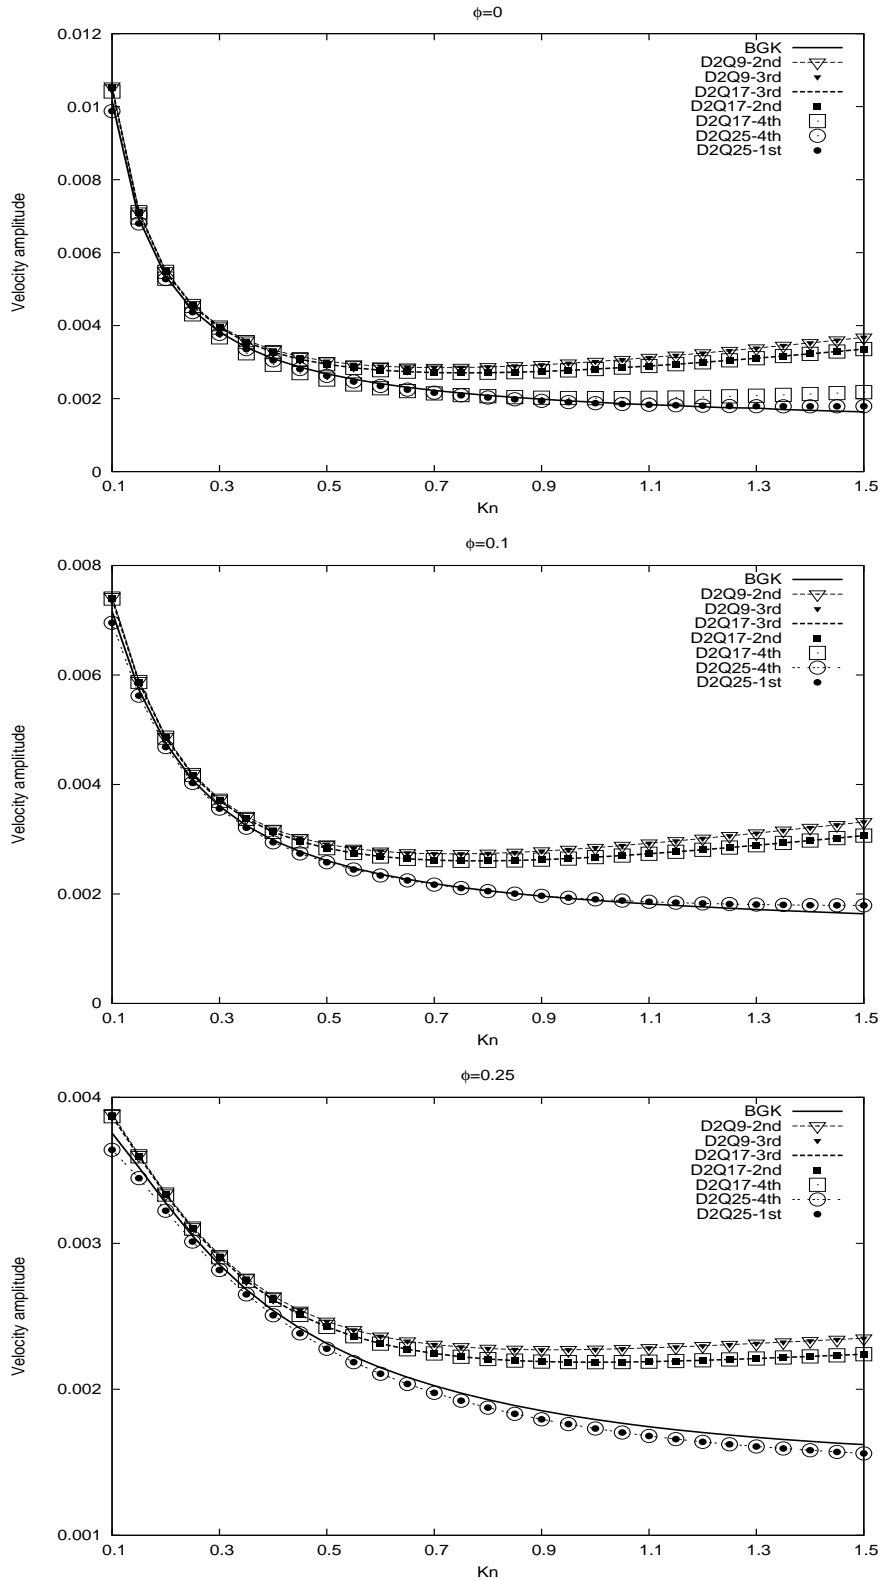 ϕ=0
0.012
0.01
0.008
0.006
0.004
0.002
0
Velocity amplitude
BGK
D2Q9-2nd
D2Q9-3rd
D2Q17-3rd
D2Q17-2nd
D2Q17-4th
D2Q25-4th
D2Q25-1st
0.1 0.3 0.5 0.7 0.9 1.1 1.3 1.5
Kn
ϕ=0.1
0.008
0.006
0.004
0.002
0
Velocity amplitude
BGK
D2Q9-2nd
D2Q9-3rd
D2Q17-3rd
D2Q17-2nd
D2Q17-4th
D2Q25-4th
D2Q25-1st
0.1 0.3 0.5 0.7 0.9 1.1 1.3 1.5
Kn
ϕ=0.25
0.004
0.003
0.002
0.001
Velocity amplitude
BGK
D2Q9-2nd
D2Q9-3rd
D2Q17-3rd
D2Q17-2nd
D2Q17-4th
D2Q25-4th
D2Q25-1st
0.1 0.3 0.5 0.7 0.9 1.1 1.3 1.5
Kn